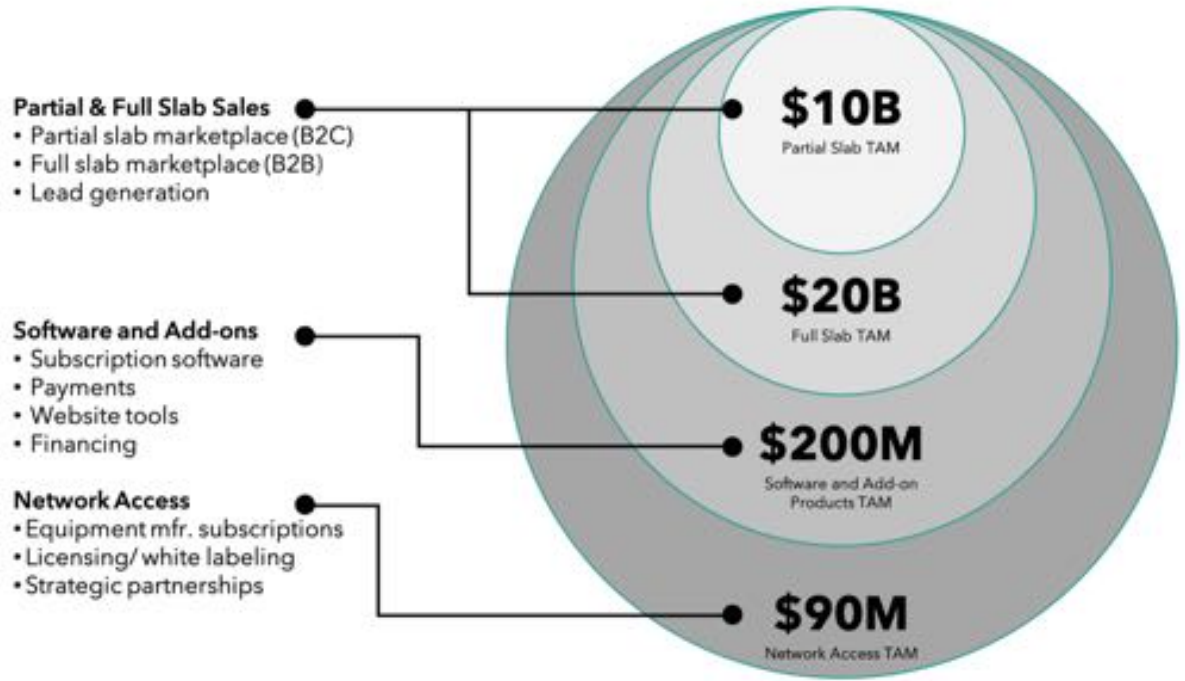 Partial & Full Slab Sales
• Partial slab marketplace (B2C)
• Full slab marketplace (B2B)
• Lead generation
Software and Add-ons
• Subscription software
• Payments
• Website tools
• Financing
Network Access
• Equipment mfr. subscriptions
• Licensing/ white labeling
• Strategic partnerships
$10B
Partial Slab TAM
$20B
Full Slab TAM
$200M
Software and Add-on
Products TAM
$90M
Network Access TAM